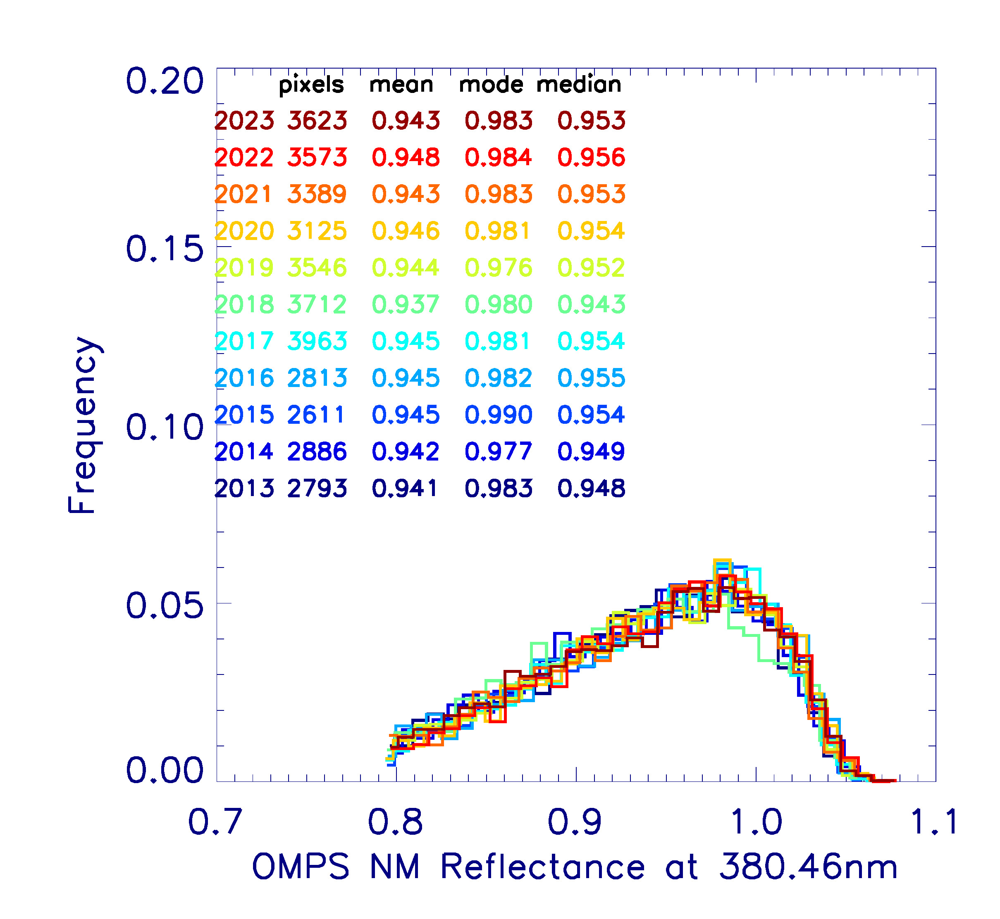 0.20
pixels mean mode median
2023 3623 0.943 0.983 0.953
2022 3573 0.948 0.984 0.956
2021 3389 0.943 0.983 0.953
2020 3125 0.946 0.981 0.954
0.15
2019 3546 0.944 0.976 0.952
2018 3712 0.937 0.980 0.943
2017 3963 0.945 0.981 0.954
2016 2813 0.945 0.982 0.955
2015 2611 0.945 0.990 0.954
0.10
2014 2886 0.942 0.977 0.949
2013 2793 0.941 0.983 0.948
Frequency
0.05
0.00
0.7 0.8 0.9 1.0 1.1
OMPS NM Reflectance at 380.46nm